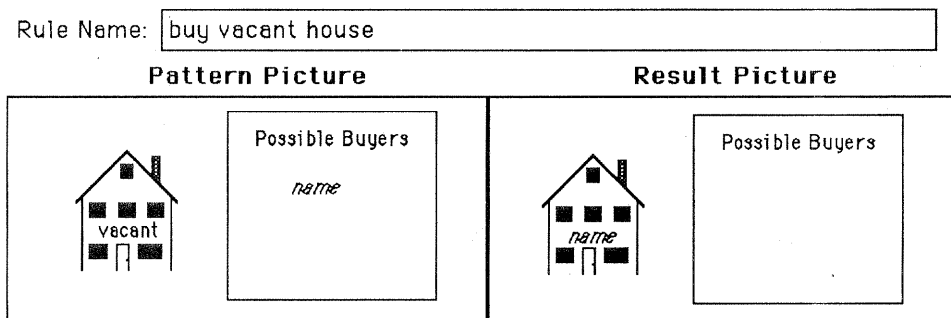 Rule Name: buy vacant house
Pattern Picture
Result Picture
Possible Buyers
name
vacant
Possible Buyers
name